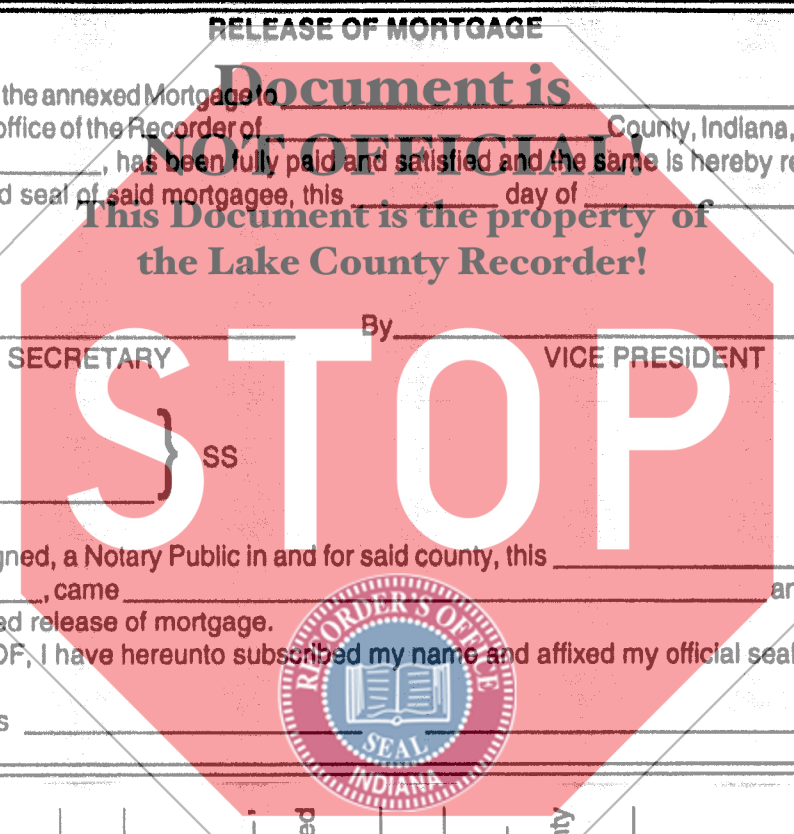 RELEASE OF MORTGAGE
Document is
the annexed Mortgage to
office of the Recorder of County, Indiana,
NOT OFFICIAL!
, has been fully paid and satisfied and the same is hereby re
d seal of said mortgagee, this day of
This Document is the property of
the Lake County Recorder!
By
SECRETARY VICE PRESIDENT
STOP
} SS
gned, a Notary Public in and for said county, this
, came an
ed release of mortgage.
OF, I have hereunto subscribed my name and affixed my official seal
RECORDER'S OFFICE
s
SEAL
INDIANA
ed
nty